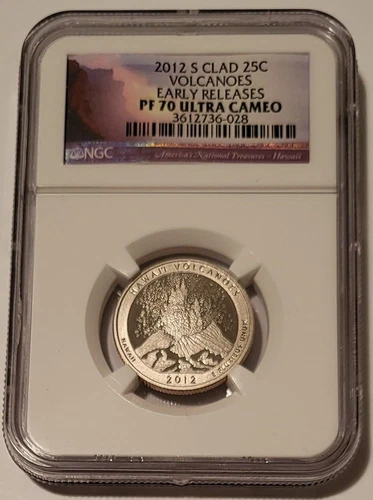 2012 S CLAD 25C
VOLCANOES
EARLY RELEASES
PF 70 ULTRA CAMEO
3612736-028
NGC
America's National Treasures - Hawaii
HAWAII VOLCANOES
HAWAII
2012
E PLURIBUS UNUM